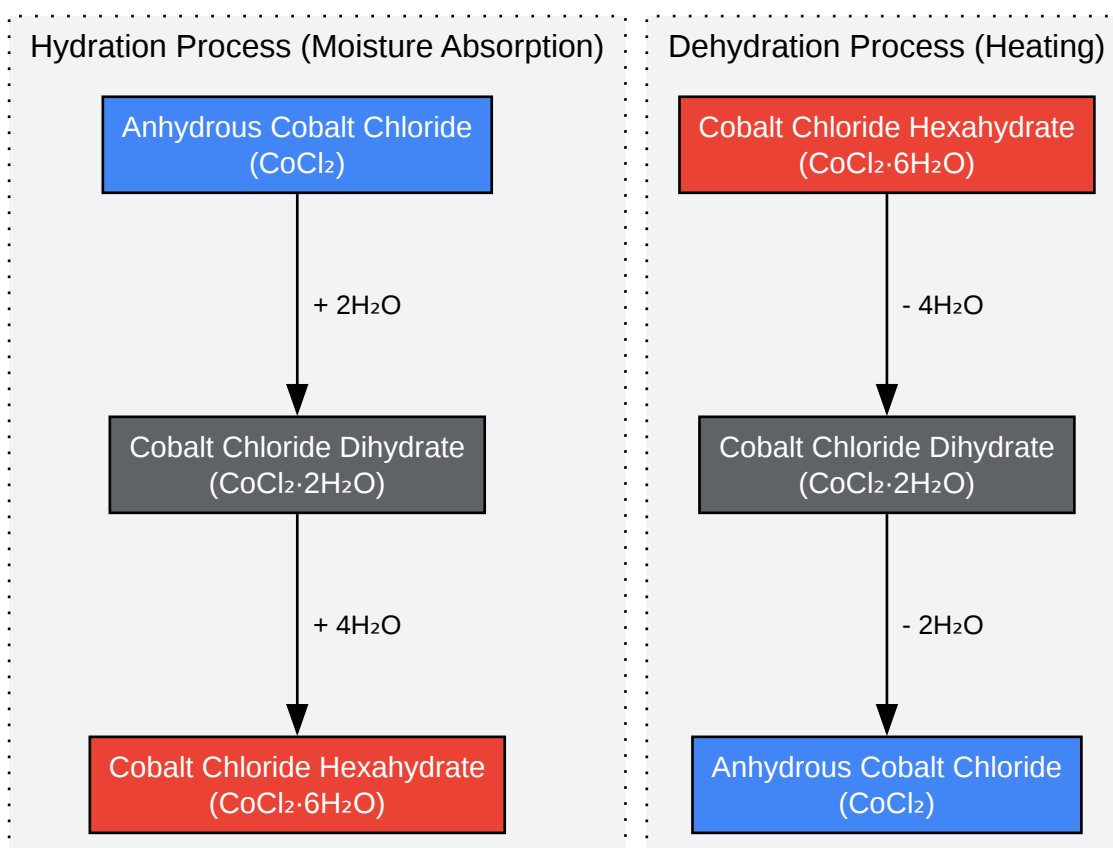 Hydration Process (Moisture Absorption)
Anhydrous Cobalt Chloride
(CoCl₂)
+ 2H₂O
Cobalt Chloride Dihydrate
(CoCl₂·2H₂O)
+ 4H₂O
Cobalt Chloride Hexahydrate
(CoCl₂·6H₂O)
Dehydration Process (Heating)
Cobalt Chloride Hexahydrate
(CoCl₂·6H₂O)
- 4H₂O
Cobalt Chloride Dihydrate
(CoCl₂·2H₂O)
- 2H₂O
Anhydrous Cobalt Chloride
(CoCl₂)